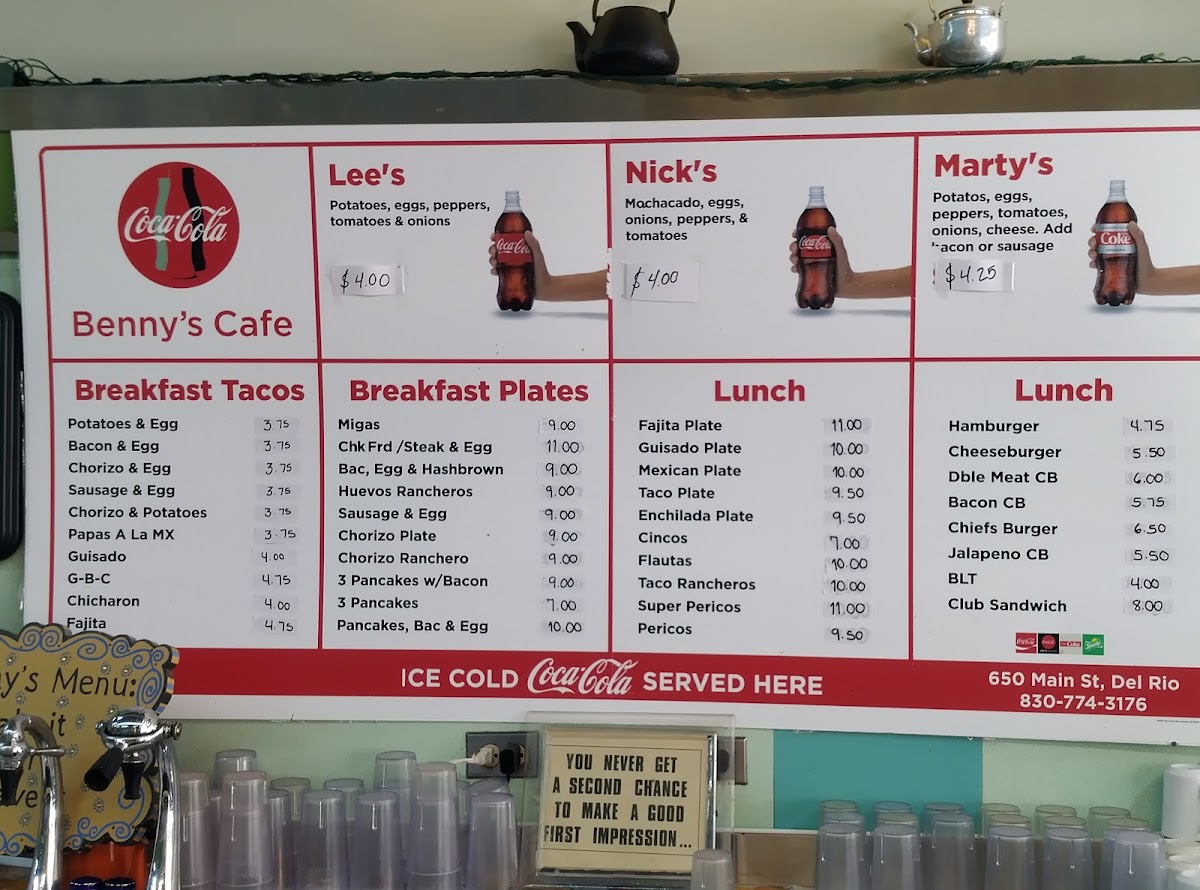 Coca-Cola
Benny's Cafe
Lee's
Potatoes, eggs, peppers,
tomatoes & onions
$4.00
Coca-Cola
Nick's
Machacado, eggs,
onions, peppers, &
tomatoes
$4.00
Coca-Cola
Marty's
Potatos, eggs,
peppers, tomatoes,
onions, cheese. Add
bacon or sausage
$4.25
Coke
Breakfast Tacos
Potatoes & Egg 3.75
Bacon & Egg 3.75
Chorizo & Egg 3.75
Sausage & Egg 3.75
Chorizo & Potatoes 3.75
Papas A La MX 3.75
Guisado 4.00
G-B-C 4.75
Chicharon 4.00
Fajita 4.75
Breakfast Plates
Migas 9.00
Chk Frd /Steak & Egg 11.00
Bac, Egg & Hashbrown 9.00
Huevos Rancheros 9.00
Sausage & Egg 9.00
Chorizo Plate 9.00
Chorizo Ranchero 9.00
3 Pancakes w/Bacon 9.00
3 Pancakes 7.00
Pancakes, Bac & Egg 10.00
Lunch
Fajita Plate 11.00
Guisado Plate 10.00
Mexican Plate 10.00
Taco Plate 9.50
Enchilada Plate 9.50
Cincos 7.00
Flautas 10.00
Taco Rancheros 10.00
Super Pericos 11.00
Pericos 9.50
Lunch
Hamburger 4.75
Cheeseburger 5.50
Dble Meat CB 6.00
Bacon CB 5.75
Chiefs Burger 6.50
Jalapeno CB 5.50
BLT 4.00
Club Sandwich 8.00
ICE COLD Coca-Cola SERVED HERE
650 Main St, Del Rio
830-774-3176
y's Menu:
it
YOU NEVER GET
A SECOND CHANCE
TO MAKE A GOOD
FIRST IMPRESSION...